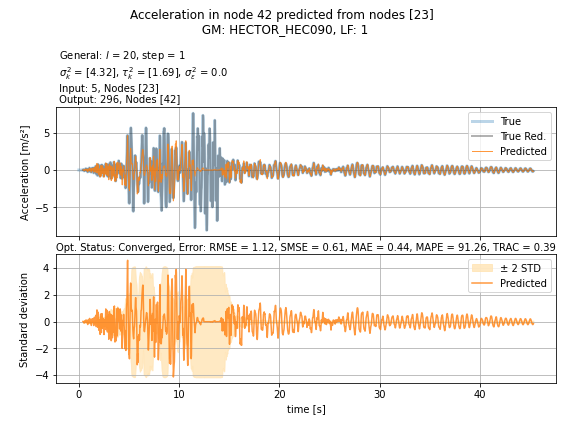 Acceleration in node 42 predicted from nodes [23]
GM: HECTOR_HEC090, LF: 1
General: l = 20, step = 1
σ²ₖ = [4.32], τ²ₖ = [1.69], σ²ε = 0.0
Input: 5, Nodes [23]
Output: 296, Nodes [42]
Acceleration [m/s²]
5
0
−5
True
True Red.
Predicted
Opt. Status: Converged, Error: RMSE = 1.12, SMSE = 0.61, MAE = 0.44, MAPE = 91.26, TRAC = 0.39
Standard deviation
4
2
0
−2
−4
± 2 STD
Predicted
0 10 20 30 40
time [s]